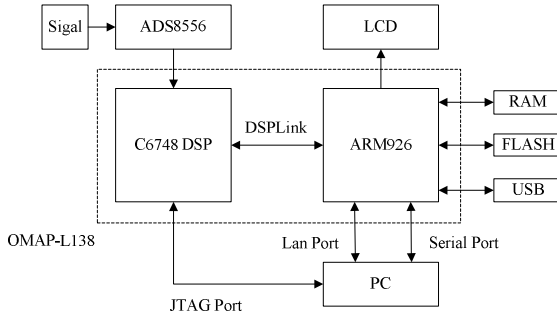 Sigal
ADS8556
LCD
C6748 DSP
DSPLink
ARM926
RAM
FLASH
USB
OMAP-L138
Lan Port
Serial Port
PC
JTAG Port